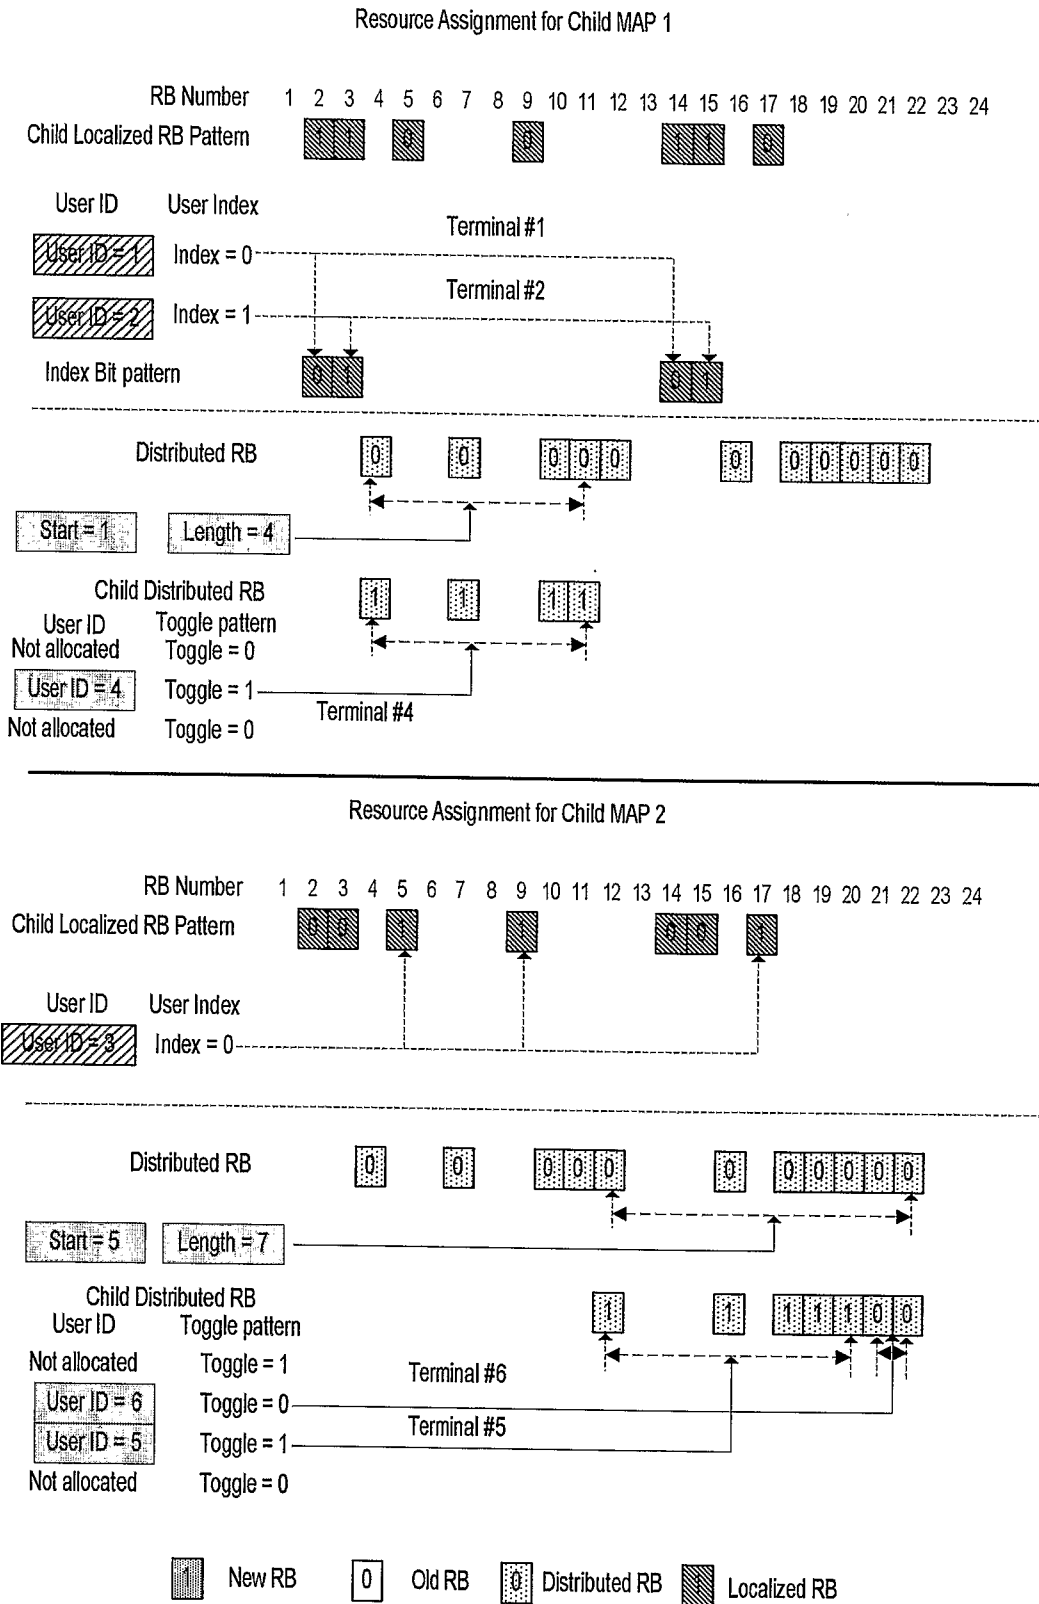 Resource Assignment for Child MAP 1
RB Number 1 2 3 4 5 6 7 8 9 10 11 12 13 14 15 16 17 18 19 20 21 22 23 24
Child Localized RB Pattern 1 1 0 0 1 1 0
User ID User Index
Terminal #1
User ID = 1 Index = 0
Terminal #2
User ID = 2 Index = 1
Index Bit pattern 0 1 0 1
Distributed RB 0 0 0 0 0 0 0 0 0 0 0
Start = 1 Length = 4
Child Distributed RB 1 1 1 1
User ID Toggle pattern
Not allocated Toggle = 0
User ID = 4 Toggle = 1
Terminal #4
Not allocated Toggle = 0
Resource Assignment for Child MAP 2
RB Number 1 2 3 4 5 6 7 8 9 10 11 12 13 14 15 16 17 18 19 20 21 22 23 24
Child Localized RB Pattern 0 0 1 1 0 0 1
User ID User Index
User ID = 3 Index = 0
Distributed RB 0 0 0 0 0 0 0 0 0 0 0
Start = 5 Length = 7
Child Distributed RB 1 1 1 1 1 0 0
User ID Toggle pattern
Not allocated Toggle = 1
Terminal #6
User ID = 6 Toggle = 0
Terminal #5
User ID = 5 Toggle = 1
Not allocated Toggle = 0
1 New RB 0 Old RB 0 Distributed RB 1 Localized RB